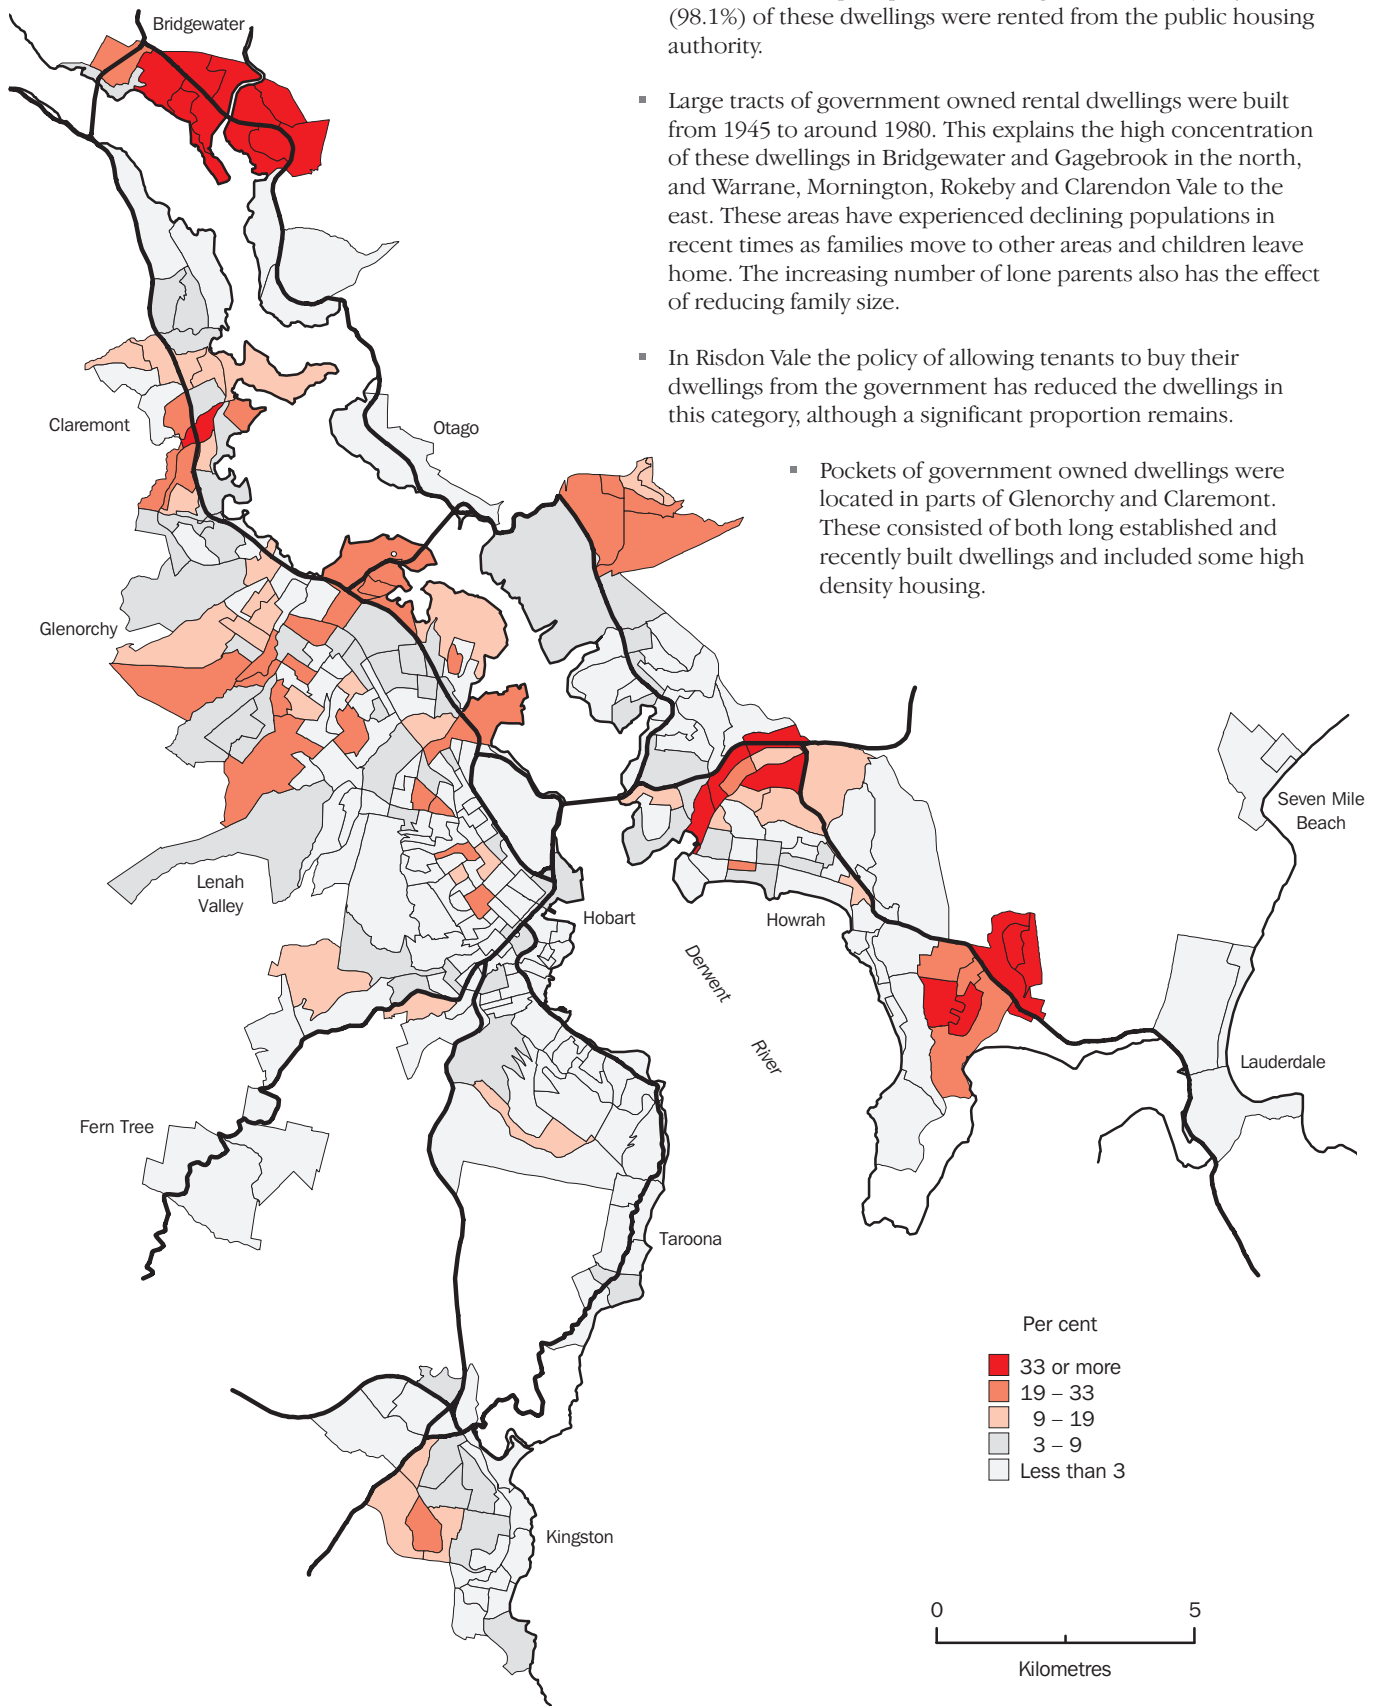 (98.1%) of these dwellings were rented from the public housing
authority.
▪ Large tracts of government owned rental dwellings were built
from 1945 to around 1980. This explains the high concentration
of these dwellings in Bridgewater and Gagebrook in the north,
and Warrane, Mornington, Rokeby and Clarendon Vale to the
east. These areas have experienced declining populations in
recent times as families move to other areas and children leave
home. The increasing number of lone parents also has the effect
of reducing family size.
▪ In Risdon Vale the policy of allowing tenants to buy their
dwellings from the government has reduced the dwellings in
this category, although a significant proportion remains.
▪ Pockets of government owned dwellings were
located in parts of Glenorchy and Claremont.
These consisted of both long established and
recently built dwellings and included some high
density housing.
Bridgewater
Claremont
Otago
Glenorchy
Seven Mile
Beach
Lenah
Valley
Hobart
Howrah
Derwent
River
Lauderdale
Fern Tree
Taroona
Kingston
Per cent
33 or more
19 – 33
9 – 19
3 – 9
Less than 3
0 5
Kilometres